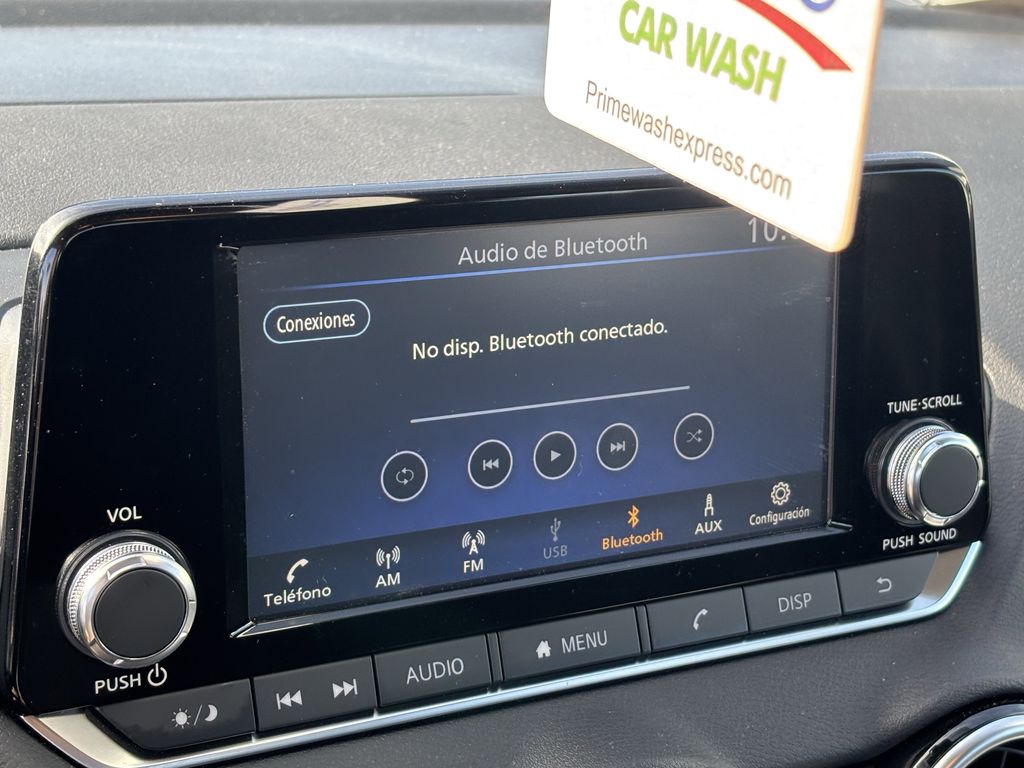 CAR WASH
Primewashexpress.com
Audio de Bluetooth
Conexiones
No disp. Bluetooth conectado.
TUNE·SCROLL
VOL
Teléfono
AM
FM
USB
Bluetooth
AUX
Configuración
PUSH SOUND
PUSH
AUDIO
MENU
DISP